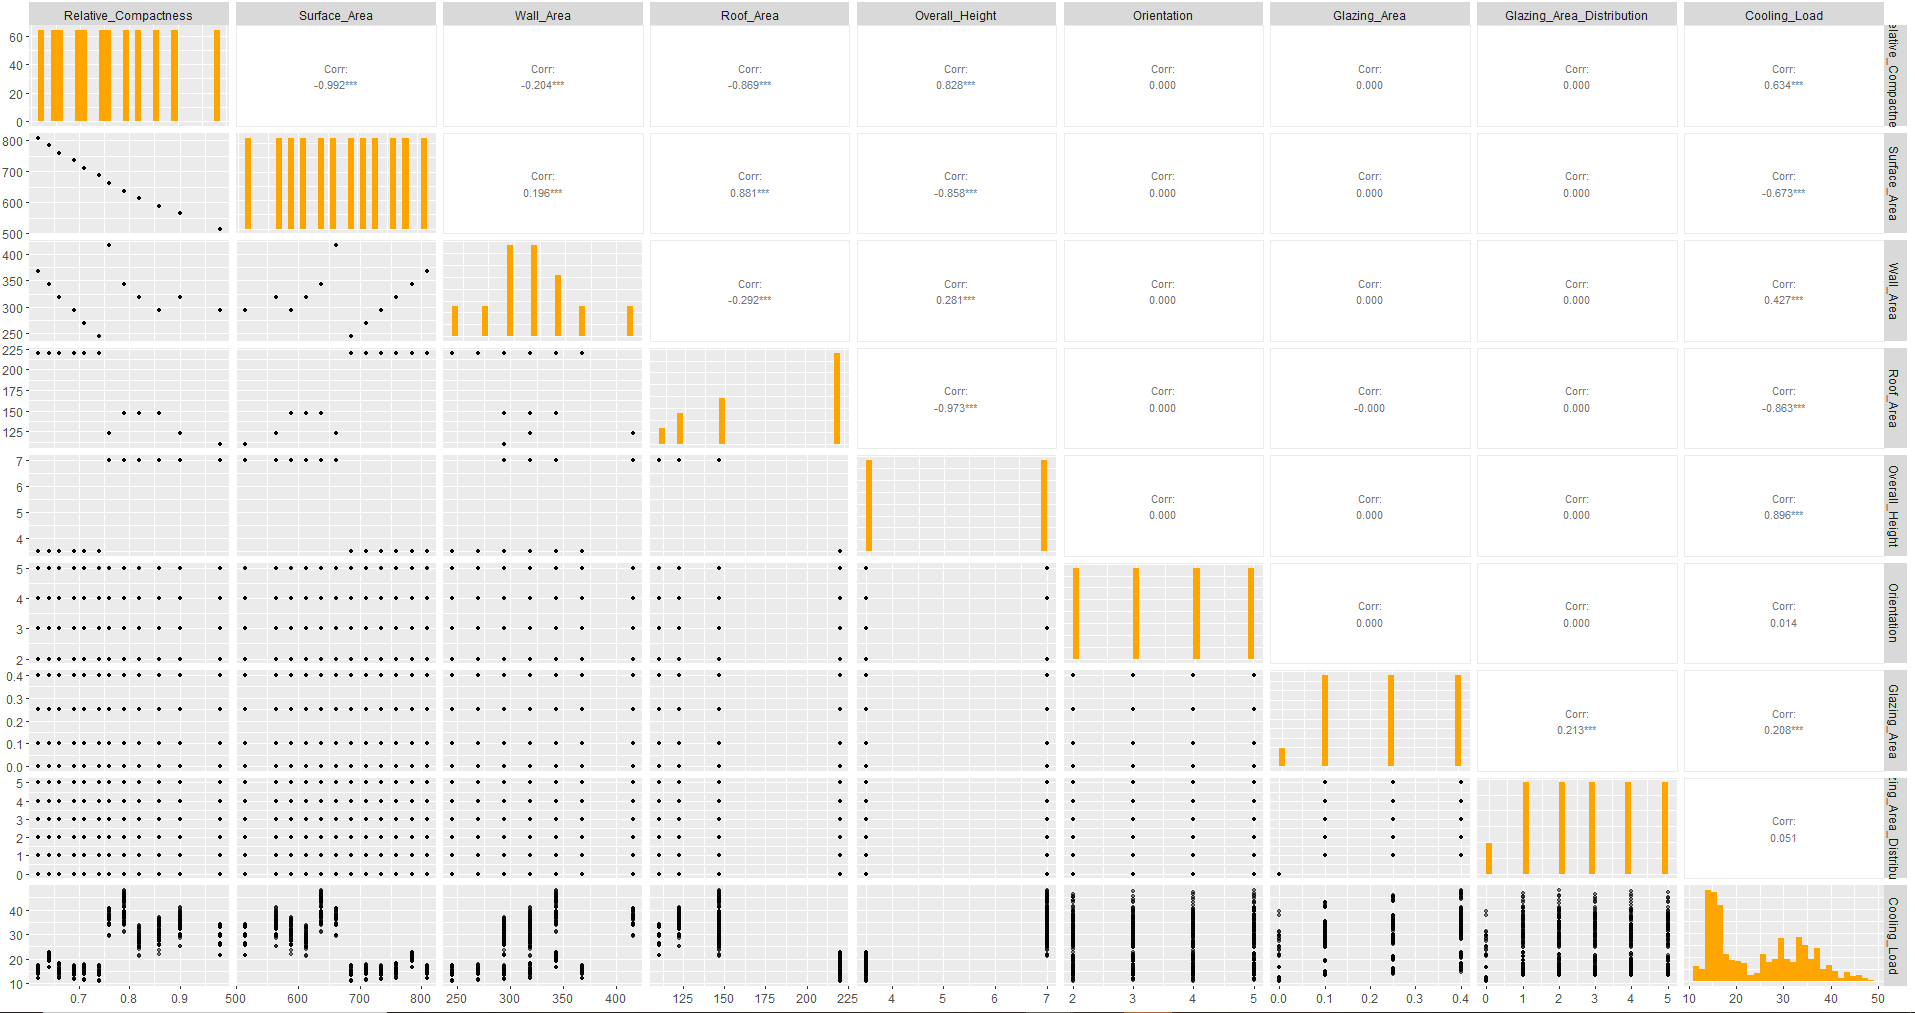 Relative_Compactness Surface_Area Wall_Area Roof_Area Overall_Height Orientation Glazing_Area Glazing_Area_Distribution Cooling_Load
60
40
20
0
Corr:
-0.992***
Corr:
-0.204***
Corr:
-0.869***
Corr:
0.828***
Corr:
0.000
Corr:
0.000
Corr:
0.000
Corr:
0.634***
elative_Compactne
800
700
600
500
Corr:
0.196***
Corr:
0.881***
Corr:
-0.858***
Corr:
0.000
Corr:
0.000
Corr:
0.000
Corr:
-0.673***
Surface_Area
400
350
300
250
Corr:
-0.292***
Corr:
0.281***
Corr:
0.000
Corr:
0.000
Corr:
0.000
Corr:
0.427***
Wall_Area
225
200
175
150
125
Corr:
-0.973***
Corr:
0.000
Corr:
-0.000
Corr:
0.000
Corr:
-0.863***
Roof_Area
7
6
5
4
Corr:
0.000
Corr:
0.000
Corr:
0.000
Corr:
0.896***
Overall_Height
5
4
3
2
Corr:
0.000
Corr:
0.000
Corr:
0.014
Orientation
0.4
0.3
0.2
0.1
0.0
Corr:
0.213***
Corr:
0.208***
Glazing_Area
5
4
3
2
1
0
Corr:
0.051
zing_Area_Distribu
40
30
20
10
Cooling_Load
0.7 0.8 0.9 500 600 700 800 250 300 350 400 125 150 175 200 225 4 5 6 7 2 3 4 5 0.0 0.1 0.2 0.3 0.4 0 1 2 3 4 5 10 20 30 40 50